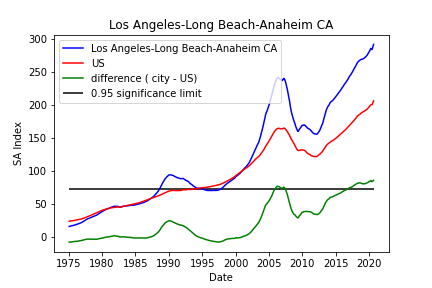 Los Angeles-Long Beach-Anaheim CA
300
250
200
150
100
50
0
SA Index
Los Angeles-Long Beach-Anaheim CA
US
difference ( city - US)
0.95 significance limit
1975 1980 1985 1990 1995 2000 2005 2010 2015 2020
Date